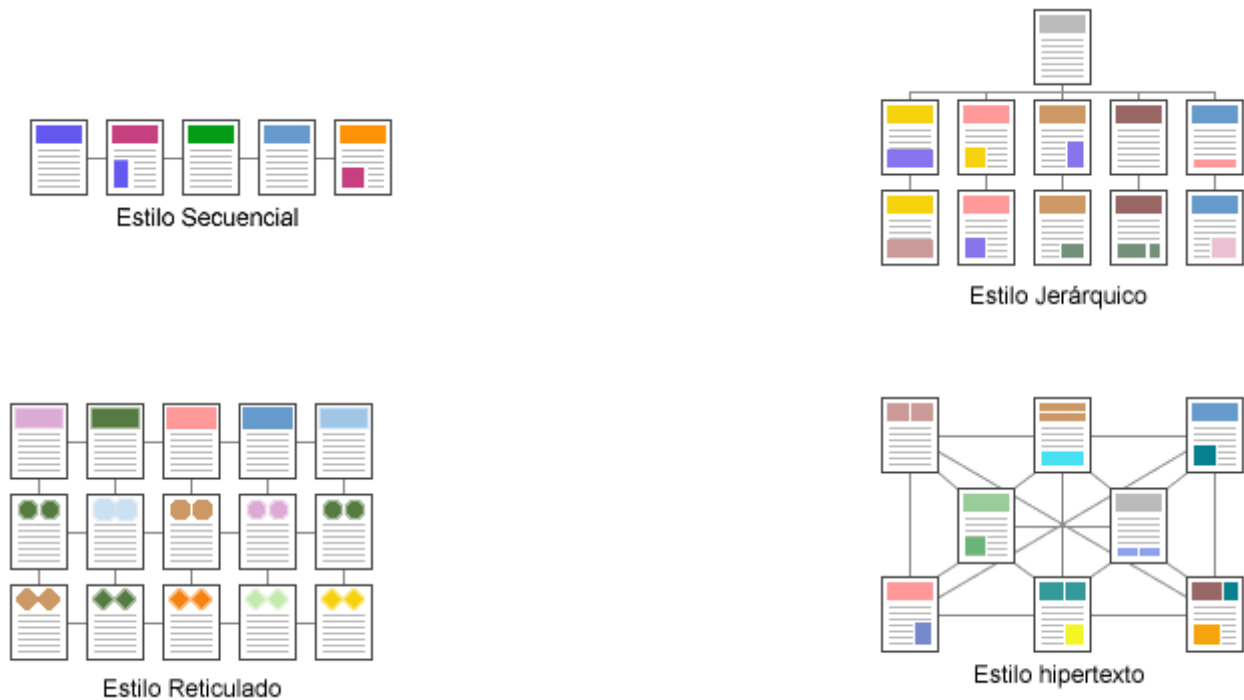 Estilo Secuencial
Estilo Jerárquico
Estilo Reticulado
Estilo hipertexto